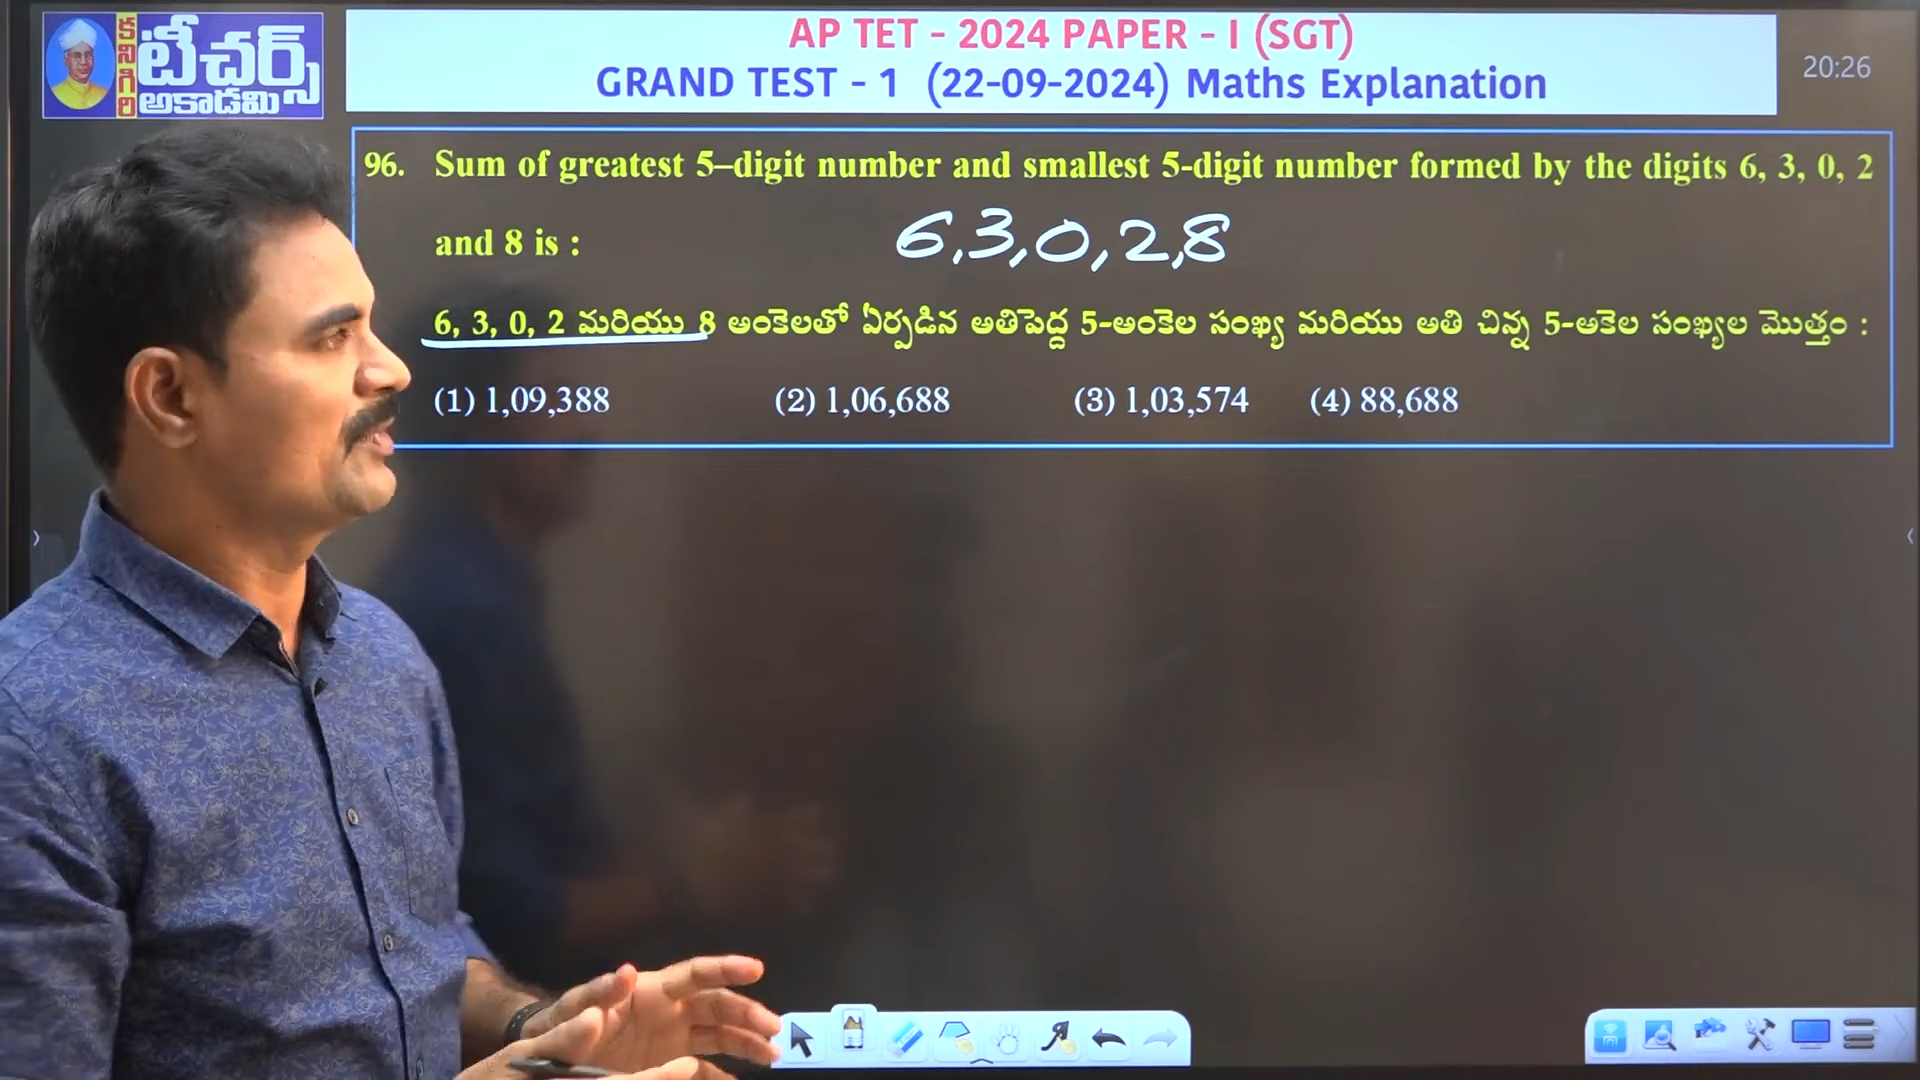 కనిగిరి
టీచర్స్
అకాడమి
AP TET - 2024 PAPER - I (SGT)
GRAND TEST - 1 (22-09-2024) Maths Explanation
20:26
96. Sum of greatest 5–digit number and smallest 5-digit number formed by the digits 6, 3, 0, 2
and 8 is :
6,3,0,2,8
6, 3, 0, 2 మరియు 8 అంకెలతో ఏర్పడిన అతిపెద్ద 5-అంకెల సంఖ్య మరియు అతి చిన్న 5-అకెల సంఖ్యల మొత్తం :
(1) 1,09,388 (2) 1,06,688 (3) 1,03,574 (4) 88,688